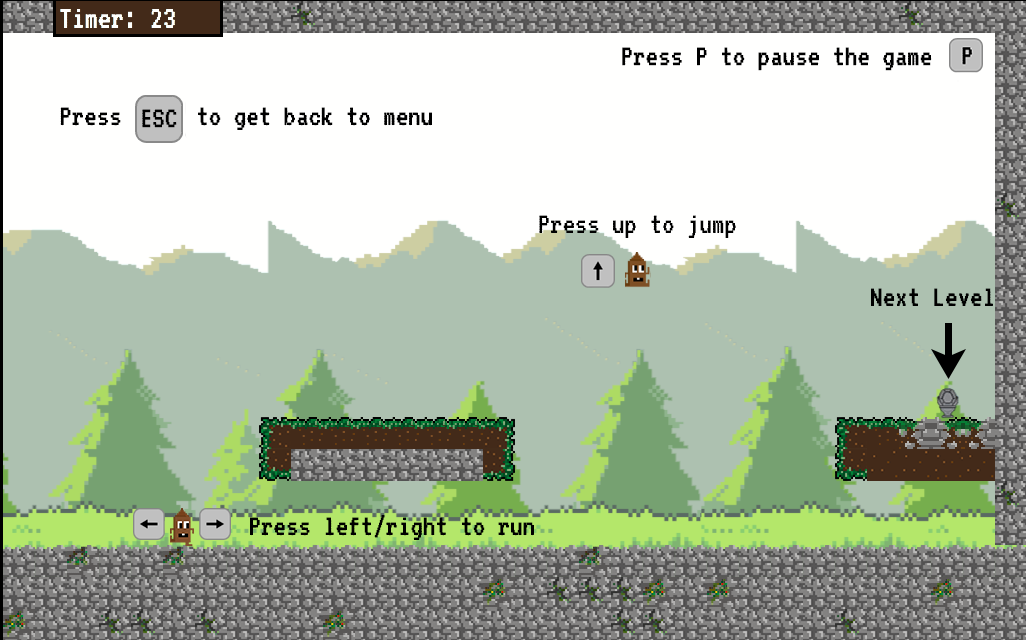 Timer: 23
Press P to pause the game P
Press ESC to get back to menu
Press up to jump
↑
Next Level
← → Press left/right to run